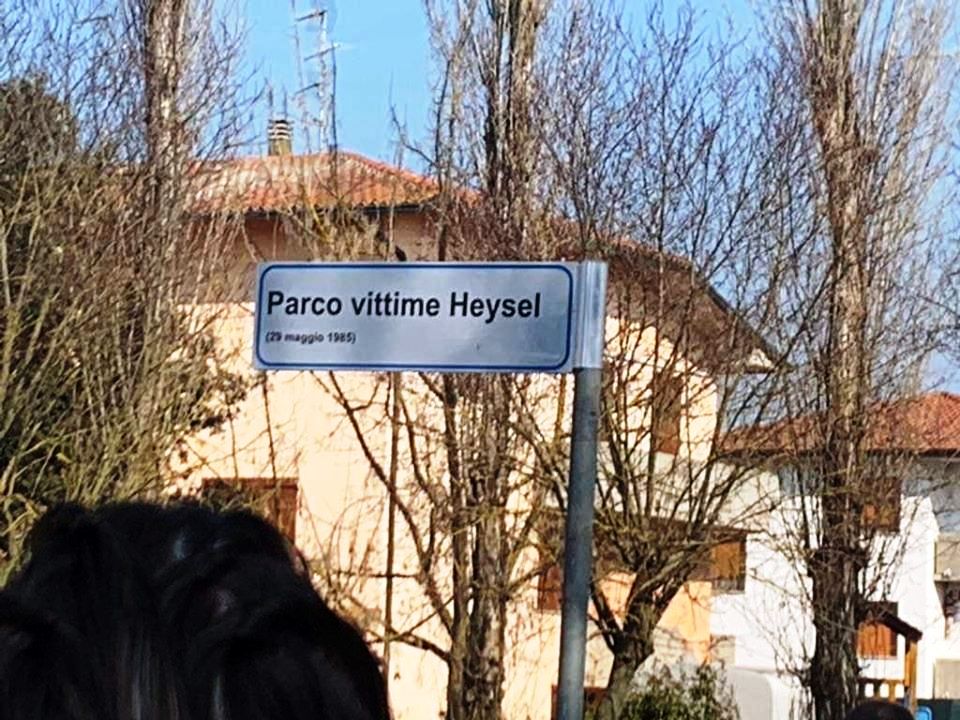 Parco vittime Heysel
(29 maggio 1985)